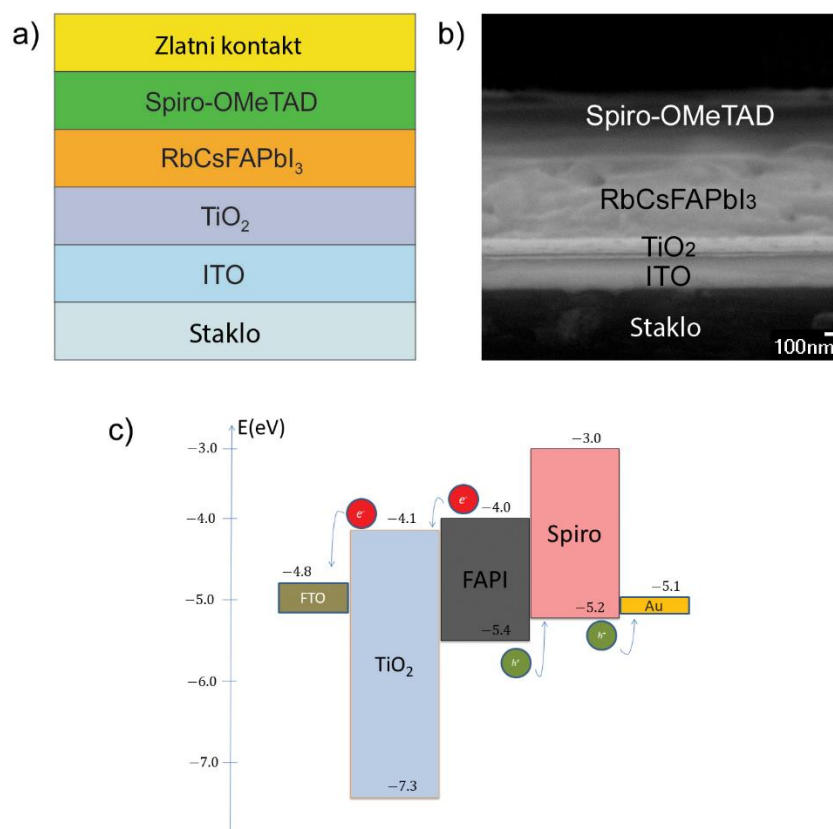 a)
Zlatni kontakt
Spiro-OMeTAD
RbCsFAPbI₃
TiO₂
ITO
Staklo
b)
Spiro-OMeTAD
RbCsFAPbI₃
TiO₂
ITO
Staklo
100nm
c)
E(eV)
−3.0
−4.0
−5.0
−6.0
−7.0
−4.8
FTO
e⁻
−4.1
TiO₂
−7.3
e⁻
−4.0
FAPI
−5.4
h⁺
−3.0
Spiro
−5.2
h⁺
−5.1
Au